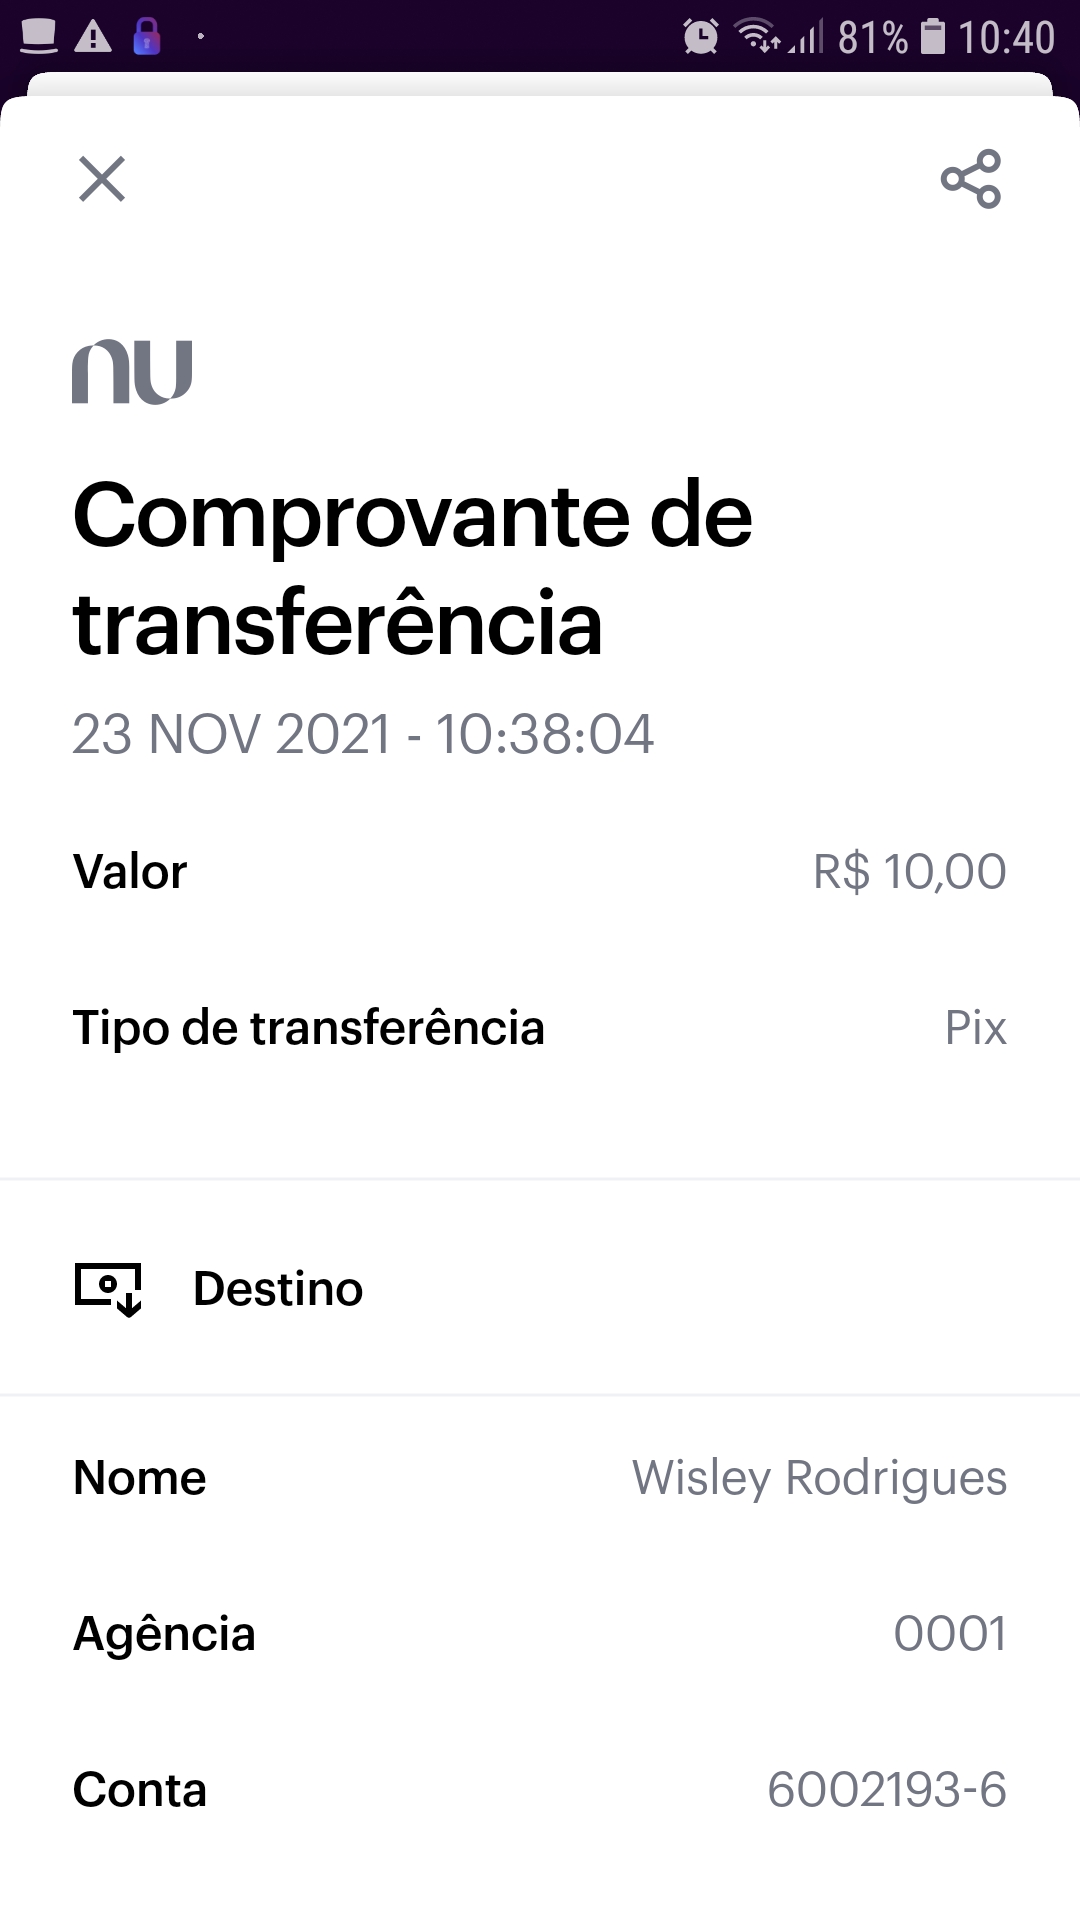 81% 10:40
nu
Comprovante de
transferência
23 NOV 2021 - 10:38:04
Valor R$ 10,00
Tipo de transferência Pix
Destino
Nome Wisley Rodrigues
Agência 0001
Conta 6002193-6